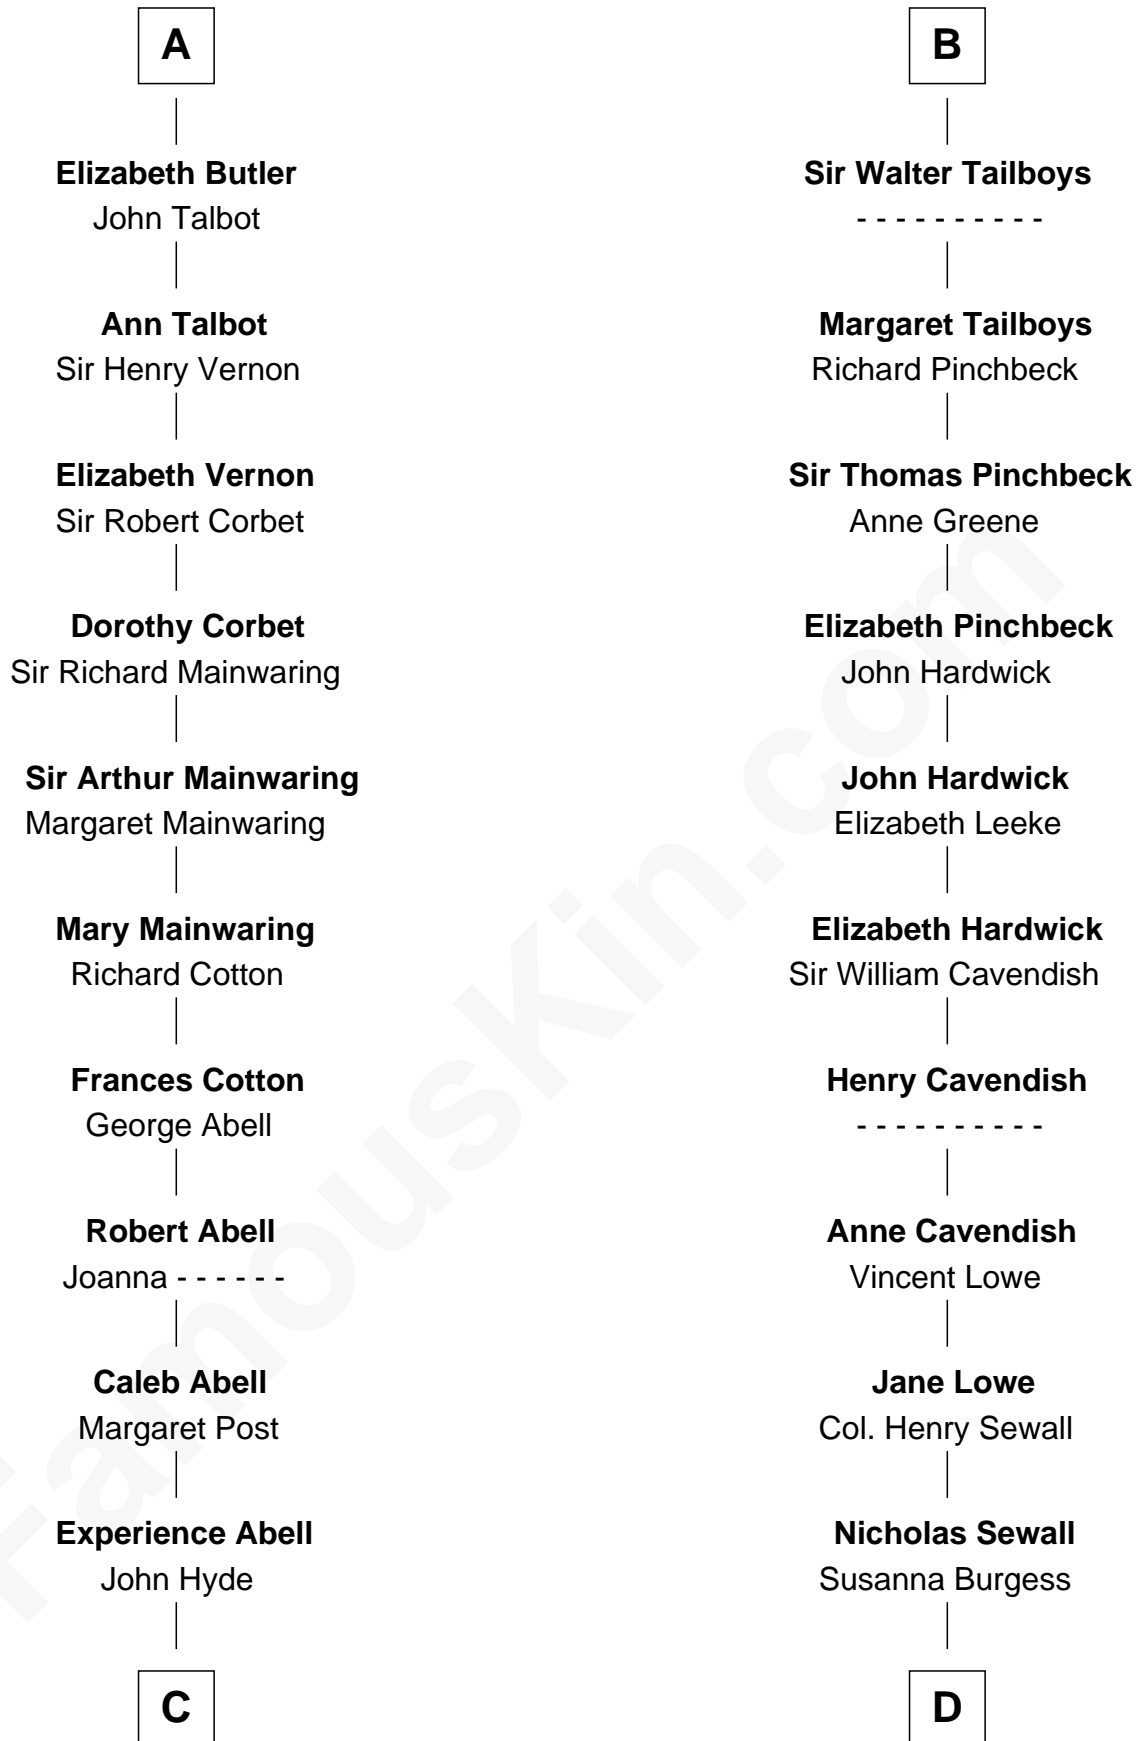 A
Elizabeth Butler
John Talbot
Ann Talbot
Sir Henry Vernon
Elizabeth Vernon
Sir Robert Corbet
Dorothy Corbet
Sir Richard Mainwaring
Sir Arthur Mainwaring
Margaret Mainwaring
Mary Mainwaring
Richard Cotton
Frances Cotton
George Abell
Robert Abell
Joanna - - - - - -
Caleb Abell
Margaret Post
Experience Abell
John Hyde
C
B
Sir Walter Tailboys
- - - - - - - - - -
Margaret Tailboys
Richard Pinchbeck
Sir Thomas Pinchbeck
Anne Greene
Elizabeth Pinchbeck
John Hardwick
John Hardwick
Elizabeth Leeke
Elizabeth Hardwick
Sir William Cavendish
Henry Cavendish
- - - - - - - - - -
Anne Cavendish
Vincent Lowe
Jane Lowe
Col. Henry Sewall
Nicholas Sewall
Susanna Burgess
D
FamousKin.com